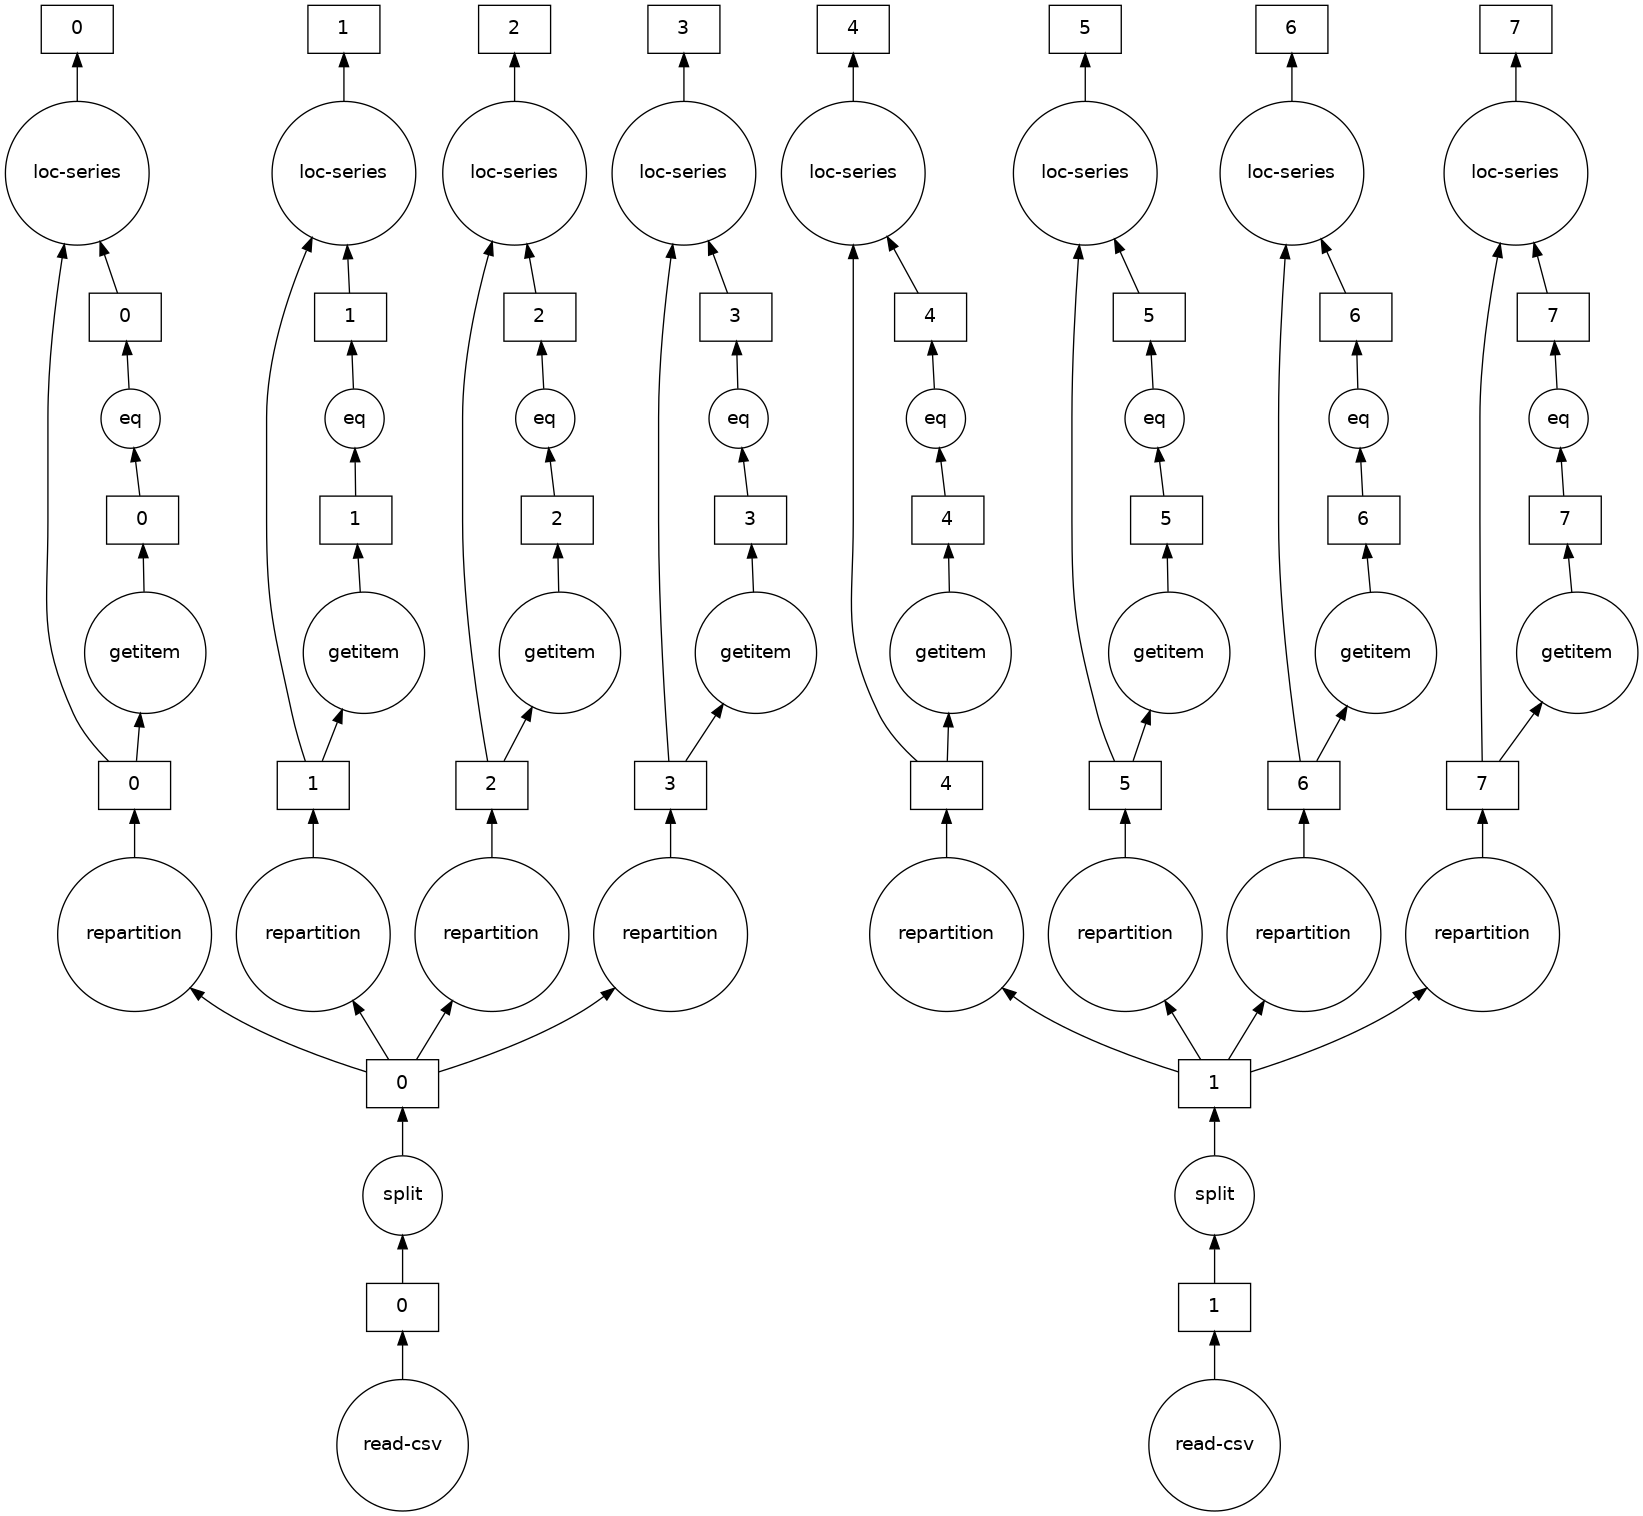 0 1 2 3 4 5 6 7
loc-series loc-series loc-series loc-series loc-series loc-series loc-series loc-series
0 1 2 3 4 5 6 7
eq eq eq eq eq eq eq eq
0 1 2 3 4 5 6 7
getitem getitem getitem getitem getitem getitem getitem getitem
0 1 2 3 4 5 6 7
repartition repartition repartition repartition repartition repartition repartition repartition
0 1
split split
0 1
read-csv read-csv